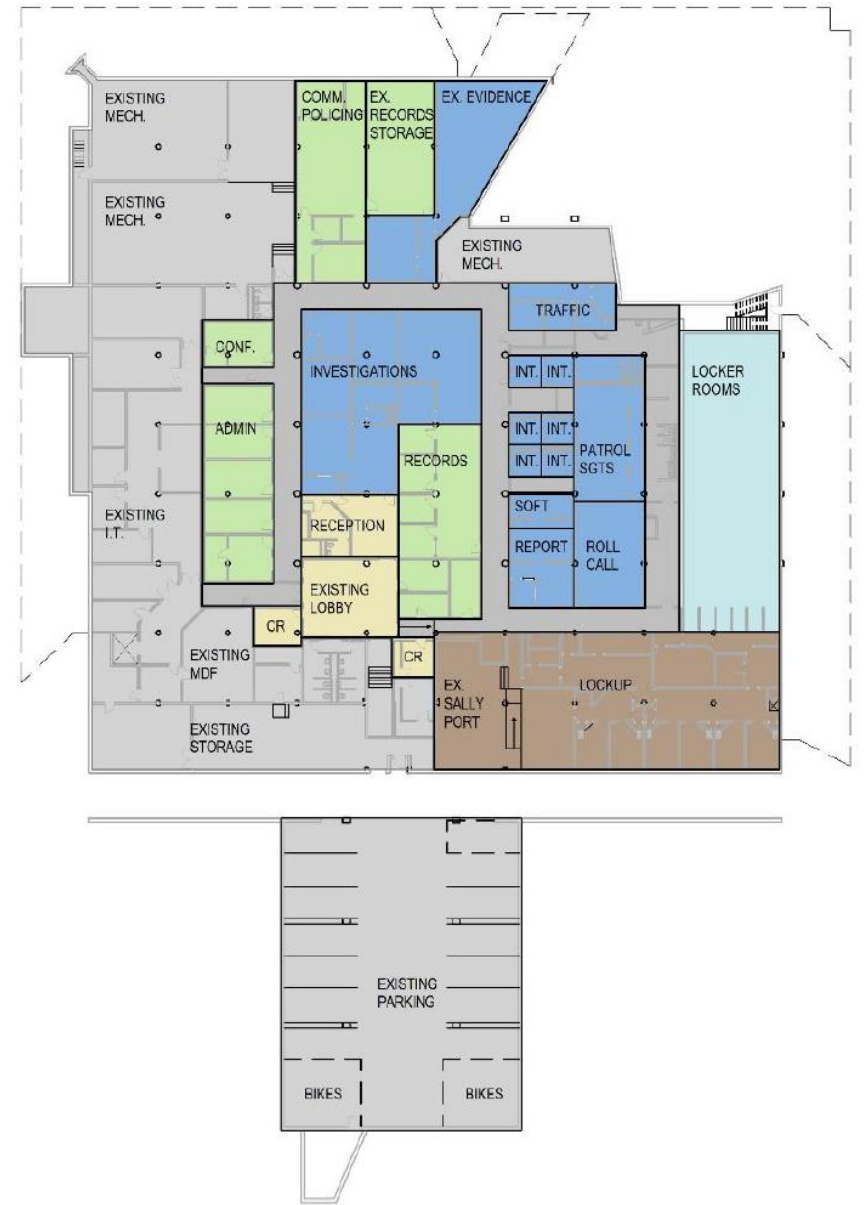 EXISTING
MECH.
COMM.
POLICING
EX.
RECORDS
STORAGE
EX. EVIDENCE
EXISTING
MECH.
EXISTING
MECH.
TRAFFIC
CONF.
INVESTIGATIONS
INT. INT.
LOCKER
ROOMS
ADMIN
INT. INT.
RECORDS
PATROL
SGTS.
INT. INT.
EXISTING
I.T.
RECEPTION
SOFT
REPORT
ROLL
CALL
EXISTING
LOBBY
CR
EXISTING
MDF
CR
EX.
SALLY
PORT
LOCKUP
EXISTING
STORAGE
EXISTING
PARKING
BIKES
BIKES